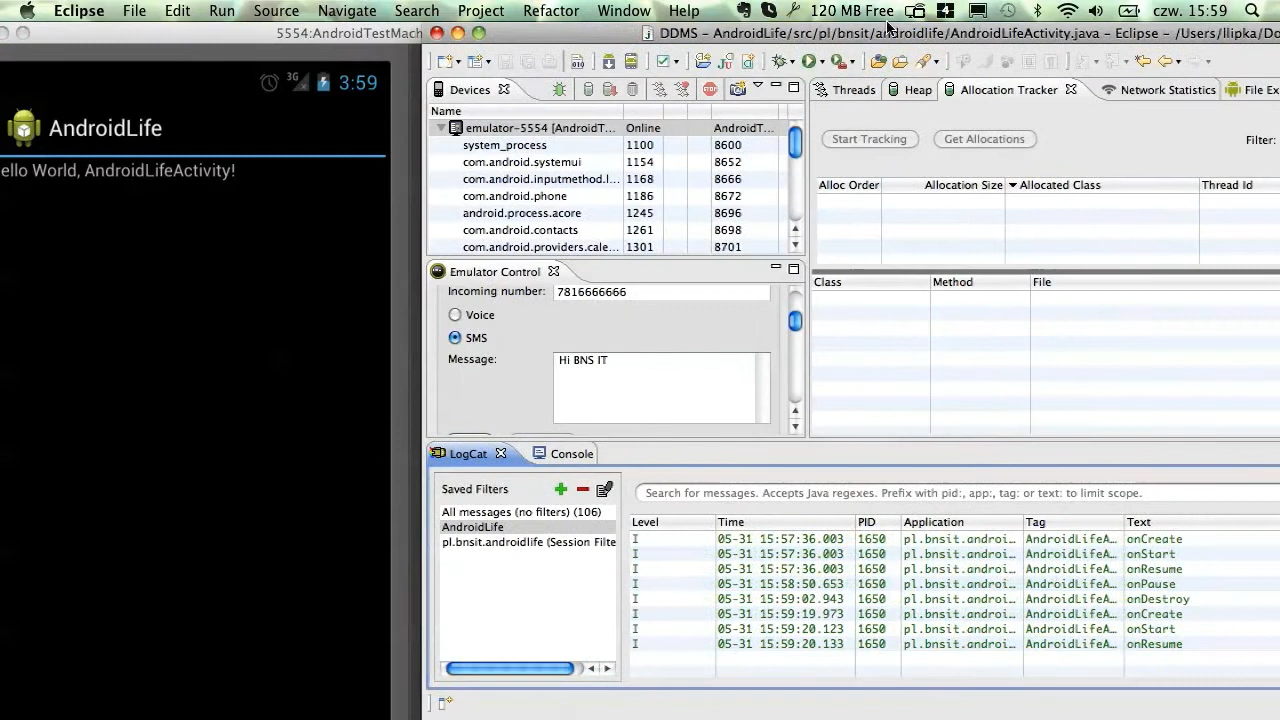 Eclipse File Edit Run Source Navigate Search Project Refactor Window Help 120 MB Free czw. 15:59
5554:AndroidTestMach
DDMS – AndroidLife/src/pl/bnsit/androidlife/AndroidLifeActivity.java – Eclipse – /Users/llipka/Do
3G 3:59
AndroidLife
ello World, AndroidLifeActivity!
Devices
Name
emulator-5554 [AndroidT... Online AndroidT...
system_process 1100 8600
com.android.systemui 1154 8652
com.android.inputmethod.l... 1168 8666
com.android.phone 1186 8672
android.process.acore 1245 8696
com.android.contacts 1261 8698
com.android.providers.cale... 1301 8701
Threads Heap Allocation Tracker Network Statistics File Ex
Start Tracking Get Allocations Filter:
Alloc Order Allocation Size Allocated Class Thread Id
Class Method File
Emulator Control
Incoming number: 7816666666
Voice
SMS
Message: Hi BNS IT
LogCat Console
Saved Filters
All messages (no filters) (106)
AndroidLife
pl.bnsit.androidlife (Session Filte
Search for messages. Accepts Java regexes. Prefix with pid:, app:, tag: or text: to limit scope.
Level Time PID Application Tag Text
I 05-31 15:57:36.003 1650 pl.bnsit.androi... AndroidLifeA... onCreate
I 05-31 15:57:36.003 1650 pl.bnsit.androi... AndroidLifeA... onStart
I 05-31 15:57:36.003 1650 pl.bnsit.androi... AndroidLifeA... onResume
I 05-31 15:58:50.653 1650 pl.bnsit.androi... AndroidLifeA... onPause
I 05-31 15:59:02.943 1650 pl.bnsit.androi... AndroidLifeA... onDestroy
I 05-31 15:59:19.973 1650 pl.bnsit.androi... AndroidLifeA... onCreate
I 05-31 15:59:20.123 1650 pl.bnsit.androi... AndroidLifeA... onStart
I 05-31 15:59:20.133 1650 pl.bnsit.androi... AndroidLifeA... onResume